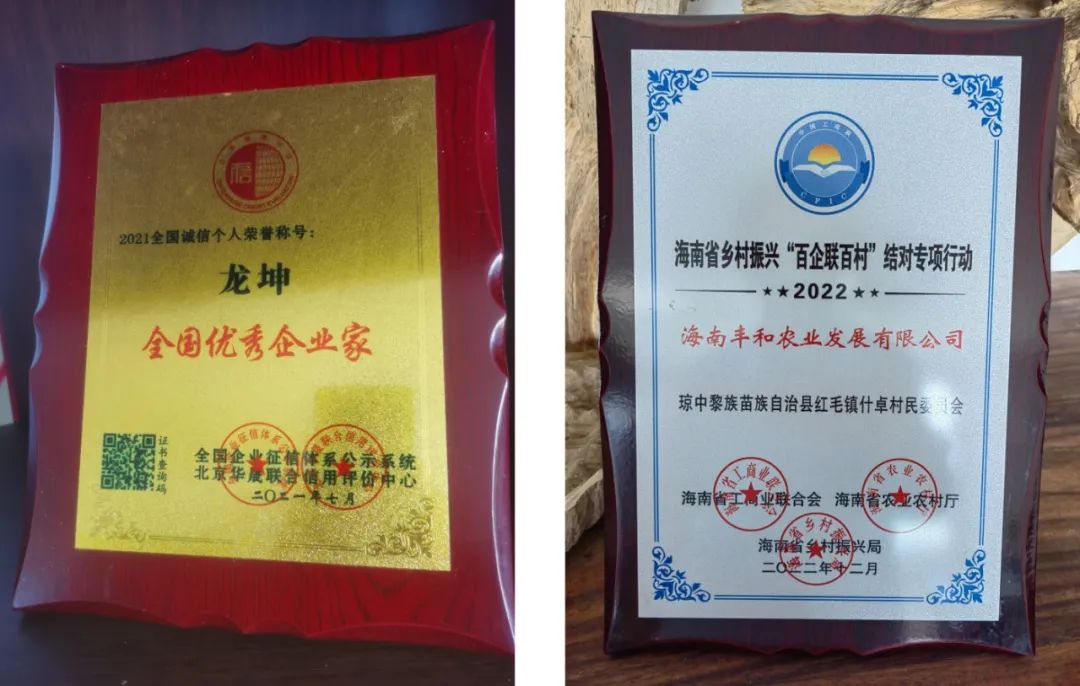 信
2021全国诚信个人荣誉称号：
龙坤
全国优秀企业家
证书查询码
全国企业征信体系公示系统
北京华晟联合信用评价中心
二〇二一年七月
CFIC
海南省乡村振兴“百企联百村”结对专项行动
★★2022★★
海南丰和农业发展有限公司
琼中黎族苗族自治县红毛镇什卓村民委员会
海南省工商业联合会 海南省农业农村厅
海南省乡村振兴局
二〇二二年十二月